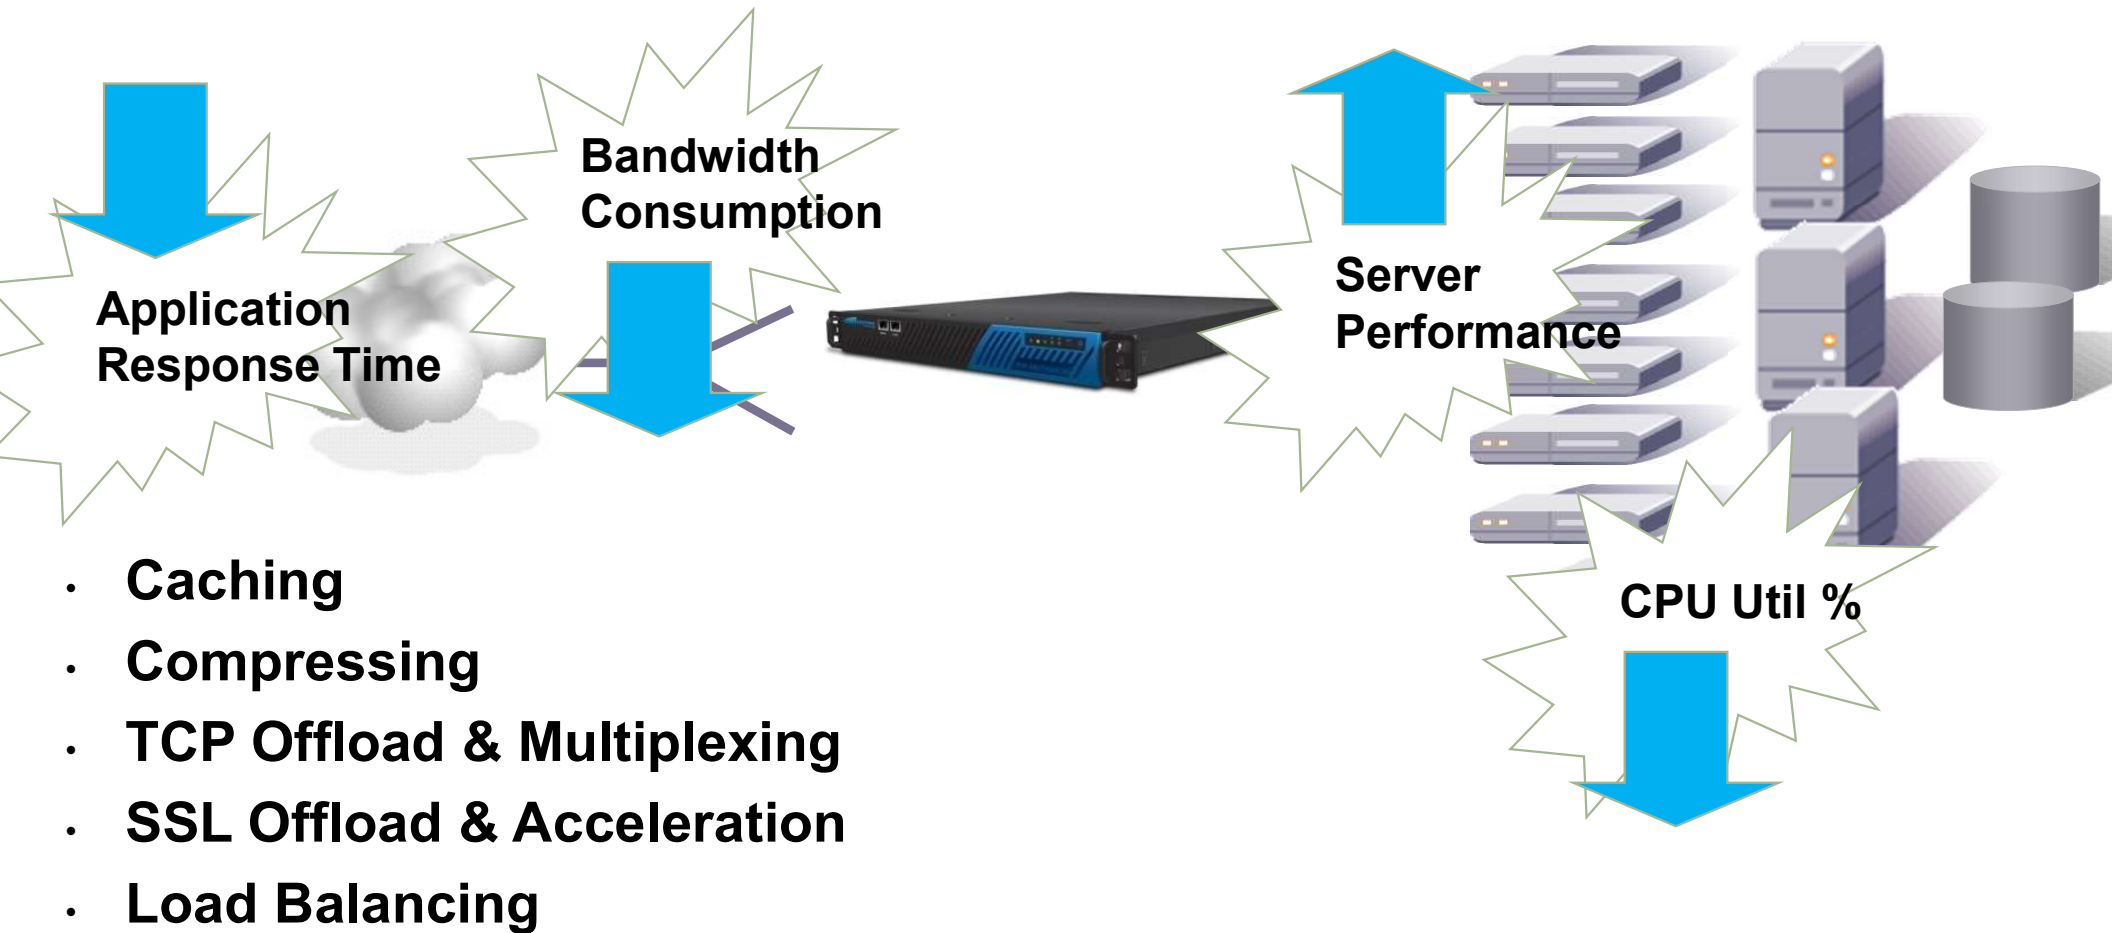 Application
Response Time
Bandwidth
Consumption
Server
Performance
CPU Util %
• Caching
• Compressing
• TCP Offload & Multiplexing
• SSL Offload & Acceleration
• Load Balancing